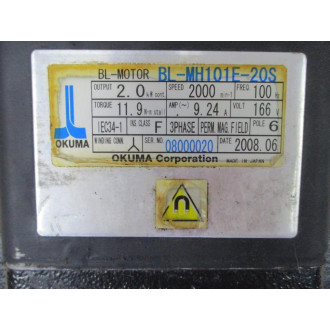 BL-MOTOR BL-MH101E-20S
OUTPUT 2.0 kW cont. SPEED 2000 min-1 FREQ 100 Hz
TORQUE 11.9 N-m stal AMP(~) 9.24 A VOLT 166 V
IEC34-1 INS.CLASS F 3PHASE PERM.MAG.FIELD POLE 6
OKUMA WINDING CONN. SER.NO. 08000020 DATE 2008.06
OKUMA Corporation MADE IN JAPAN